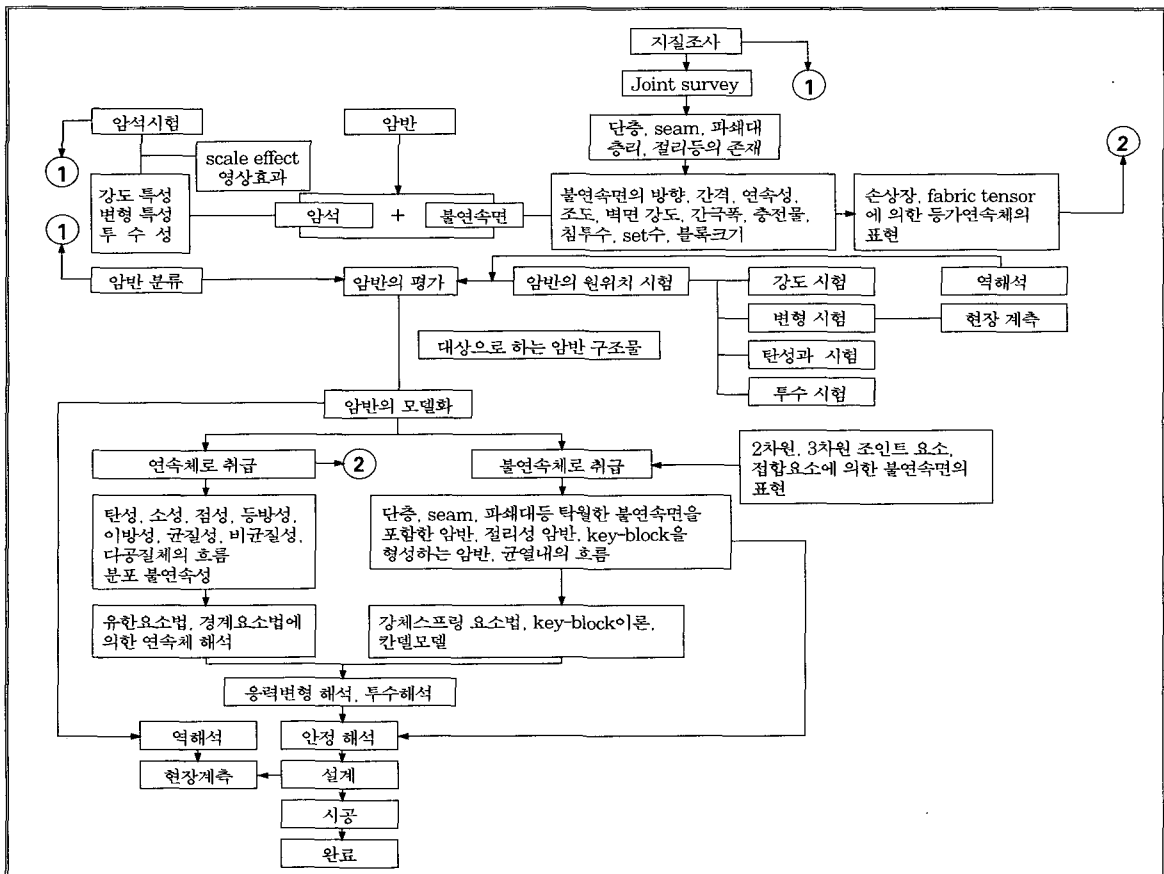 지질조사
1
Joint survey
암석시험
암반
단층, seam, 파쇄대
층리, 절리등의 존재
2
scale effect
영상효과
1
강도 특성
변형 특성
투 수 성
암석
+
불연속면
불연속면의 방향, 간격, 연속성,
조도, 벽면 강도, 간극폭, 충전물,
침투수, set수, 블록크기
손상장, fabric tensor
에 의한 등가연속체의
표현
1
암반 분류
암반의 평가
암반의 원위치 시험
강도 시험
역해석
변형 시험
현장 계측
대상으로 하는 암반 구조물
탄성과 시험
투수 시험
암반의 모델화
연속체로 취급
2
불연속체로 취급
2차원, 3차원 조인트 요소,
접합요소에 의한 불연속면의
표현
탄성, 소성, 점성, 등방성,
이방성, 균질성, 비균질성,
다공질체의 흐름
분포 불연속성
단층, seam, 파쇄대등 탁월한 불연속면을
포함한 암반, 절리성 암반, key-block을
형성하는 암반, 균열내의 흐름
유한요소법, 경계요소법에
의한 연속체 해석
강체스프링 요소법, key-block이론,
칸델모델
응력변형 해석, 투수해석
역해석
안정 해석
현장계측
설계
시공
완료